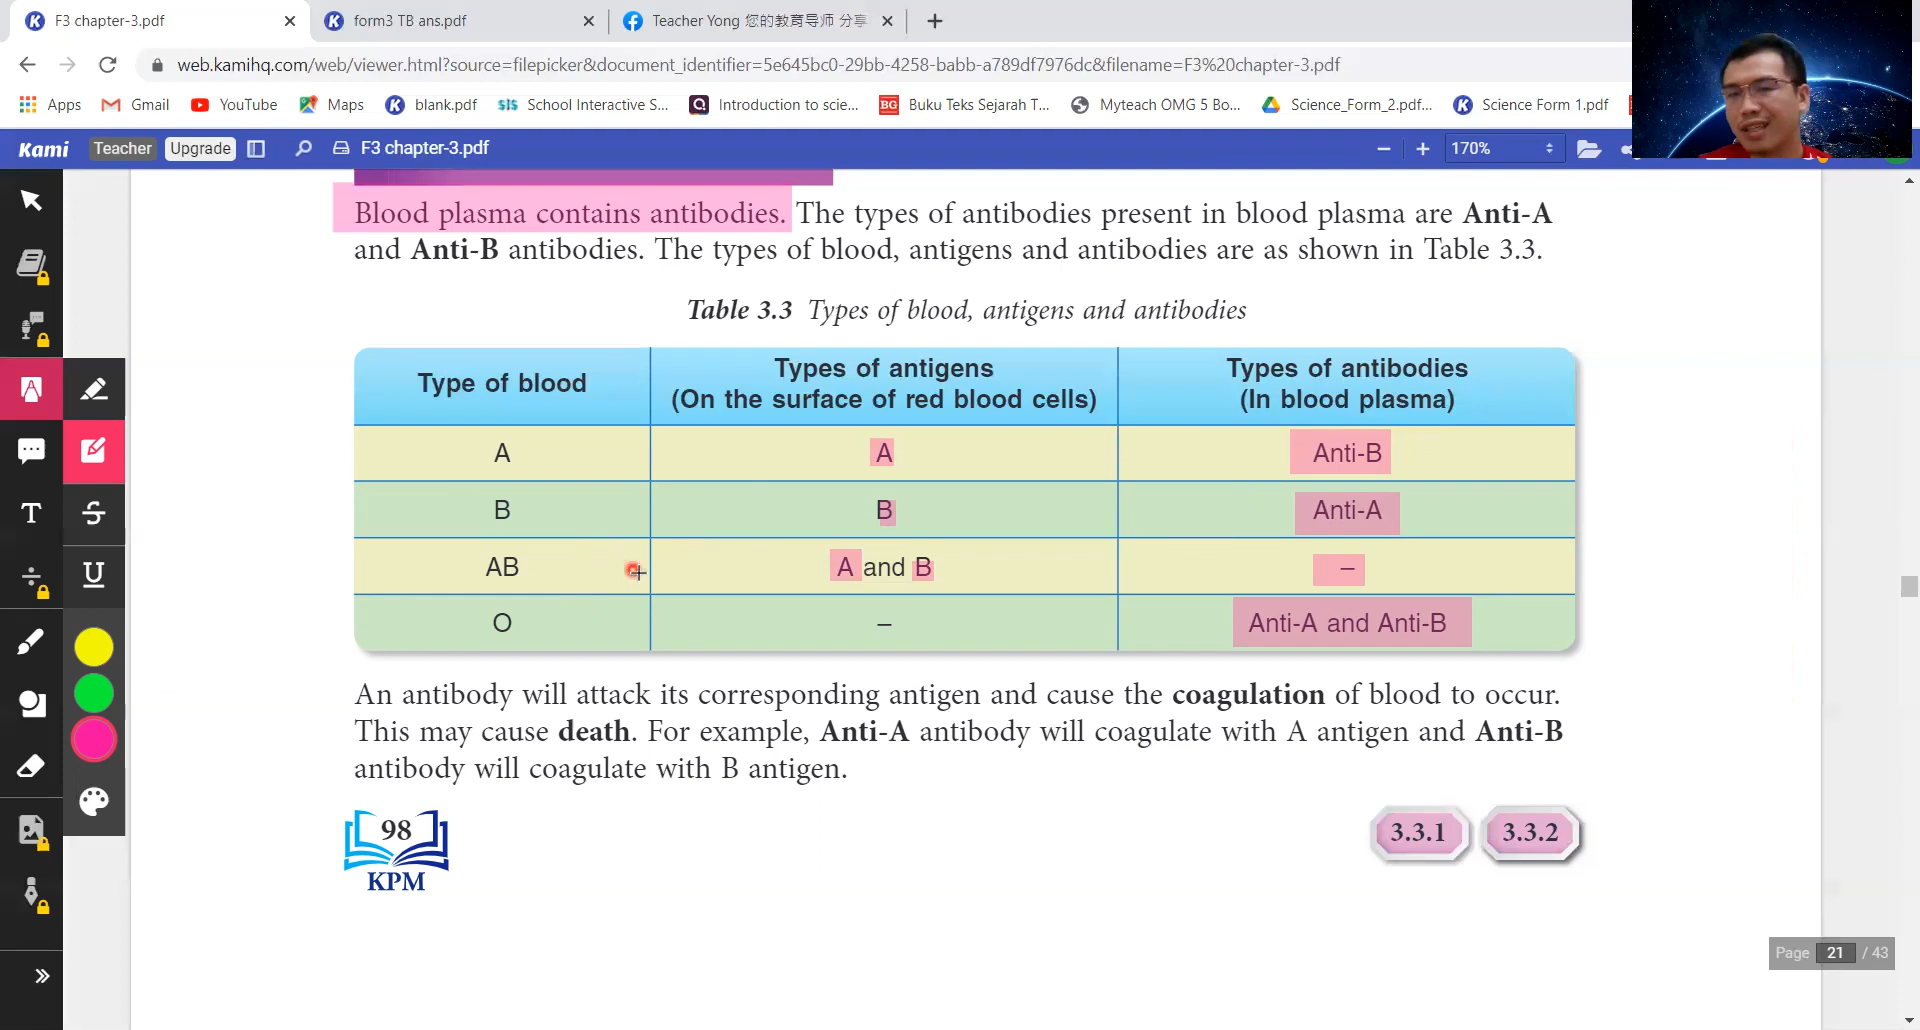 F3 chapter-3.pdf
form3 TB ans.pdf
Teacher Yong 您的教育导师 分享
web.kamihq.com/web/viewer.html?source=filepicker&document_identifier=5e645bc0-29bb-4258-babb-a789df7976dc&filename=F3%20chapter-3.pdf
Apps
Gmail
YouTube
Maps
blank.pdf
School Interactive S...
Introduction to scie...
Buku Teks Sejarah T...
Myteach OMG 5 Bo...
Science_Form_2.pdf...
Science Form 1.pdf
Kami
Teacher
Upgrade
F3 chapter-3.pdf
170%
Blood plasma contains antibodies. The types of antibodies present in blood plasma are Anti-A
and Anti-B antibodies. The types of blood, antigens and antibodies are as shown in Table 3.3.
Table 3.3 Types of blood, antigens and antibodies
Type of blood
Types of antigens
(On the surface of red blood cells)
Types of antibodies
(In blood plasma)
A
A
Anti-B
B
B
Anti-A
AB
A and B
–
O
–
Anti-A and Anti-B
An antibody will attack its corresponding antigen and cause the coagulation of blood to occur.
This may cause death. For example, Anti-A antibody will coagulate with A antigen and Anti-B
antibody will coagulate with B antigen.
98
KPM
3.3.1
3.3.2
Page 21 / 43